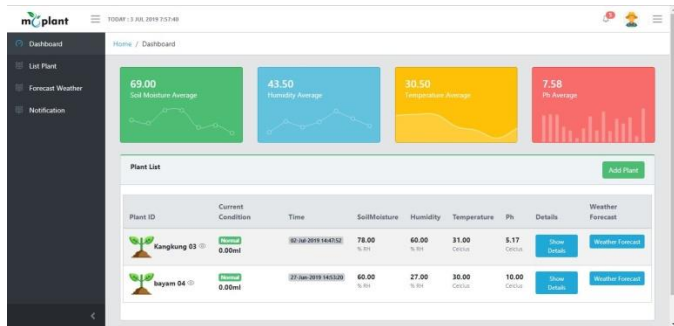 moplant
TODAY : 3 JUL 2019 7:57:40
Home / Dashboard
Dashboard
List Plant
Forecast Weather
Notification
69.00
Soil Moisture Average
43.50
Humidity Average
30.50
Temperature Average
7.58
Ph Average
Plant List
Add Plant
Plant ID
Current Condition
Time
SoilMoisture
Humidity
Temperature
Ph
Details
Weather Forecast
Kangkung 03
Normal
0.00ml
02-Jul-2019 14:47:52
78.00
% RH
60.00
% RH
31.00
Celcius
5.17
Celcius
Show Details
Weather Forecast
bayam 04
Normal
0.00ml
27-Jun-2019 14:53:20
60.00
% RH
27.00
% RH
30.00
Celcius
10.00
Celcius
Show Details
Weather Forecast